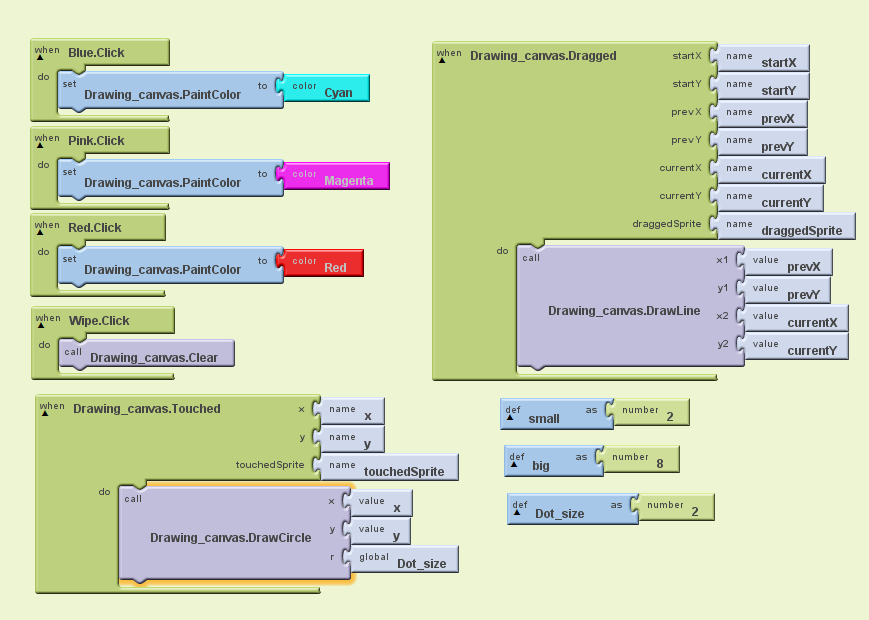 when Blue.Click
do set Drawing_canvas.PaintColor to color Cyan
when Pink.Click
do set Drawing_canvas.PaintColor to color Magenta
when Red.Click
do set Drawing_canvas.PaintColor to color Red
when Wipe.Click
do call Drawing_canvas.Clear
when Drawing_canvas.Touched x name x
y name y
touchedSprite name touchedSprite
do call Drawing_canvas.DrawCircle x value x
y value y
r global Dot_size
when Drawing_canvas.Dragged startX name startX
startY name startY
prevX name prevX
prevY name prevY
currentX name currentX
currentY name currentY
draggedSprite name draggedSprite
do call Drawing_canvas.DrawLine x1 value prevX
y1 value prevY
x2 value currentX
y2 value currentY
def small as number 2
def big as number 8
def Dot_size as number 2